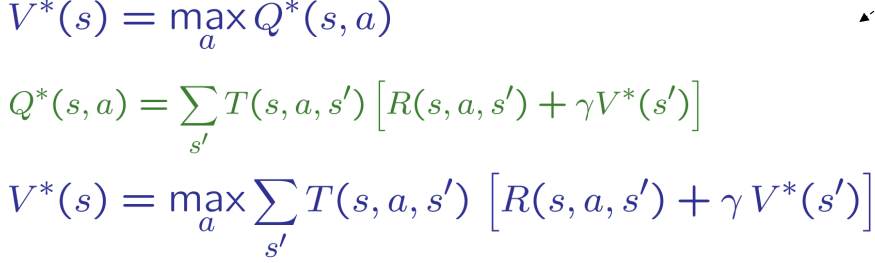 V*(s) = max_a Q*(s, a)
Q*(s, a) = ∑_{s′} T(s, a, s′) [R(s, a, s′) + γV*(s′)]
V*(s) = max_a ∑_{s′} T(s, a, s′) [R(s, a, s′) + γ V*(s′)]